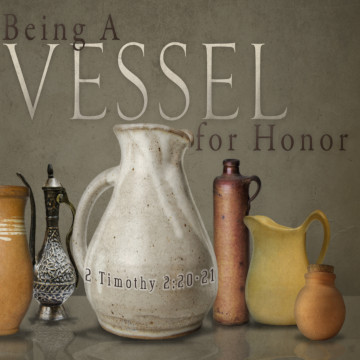 Being A
VESSEL
for Honor
2 Timothy 2:20-21